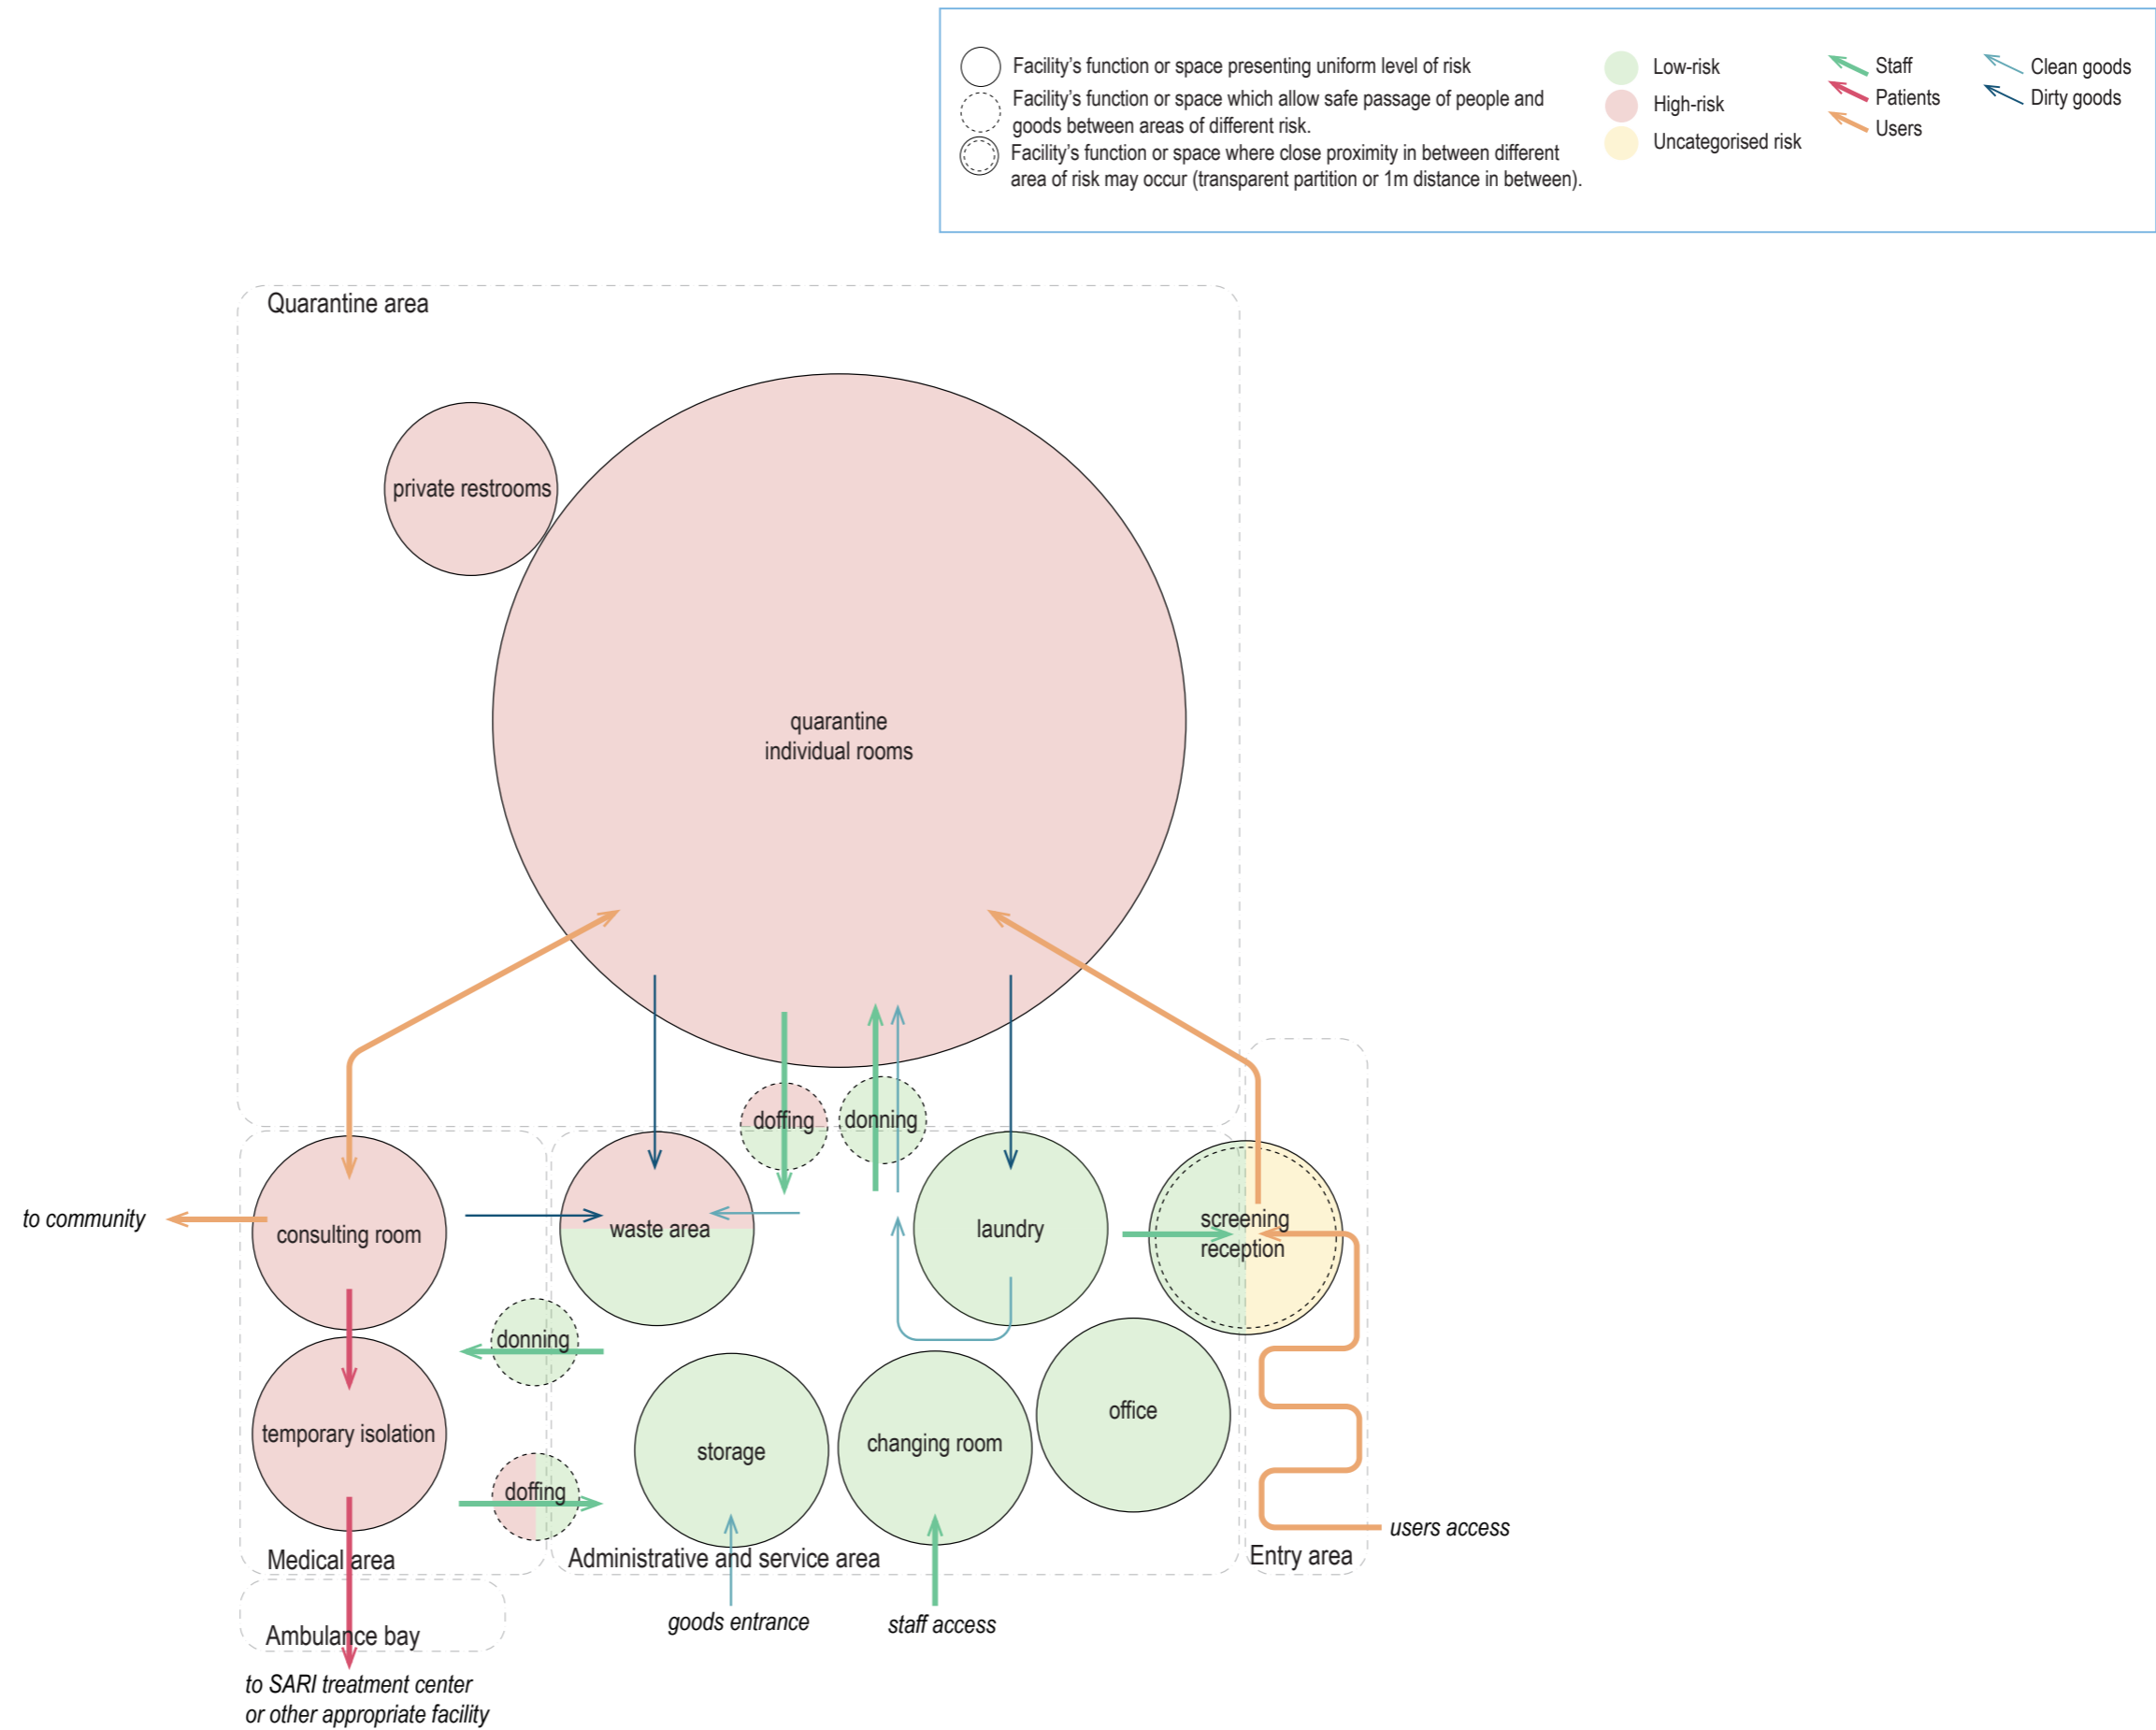 Facility's function or space presenting uniform level of risk
Facility's function or space which allow safe passage of people and
goods between areas of different risk.
Facility's function or space where close proximity in between different
area of risk may occur (transparent partition or 1m distance in between).
Low-risk
High-risk
Uncategorised risk
Staff
Patients
Users
Clean goods
Dirty goods
Quarantine area
private restrooms
quarantine
individual rooms
doffing
donning
to community
consulting room
waste area
laundry
screening
reception
donning
temporary isolation
doffing
storage
changing room
office
users access
Medical area
Administrative and service area
Entry area
goods entrance
staff access
Ambulance bay
to SARI treatment center
or other appropriate facility